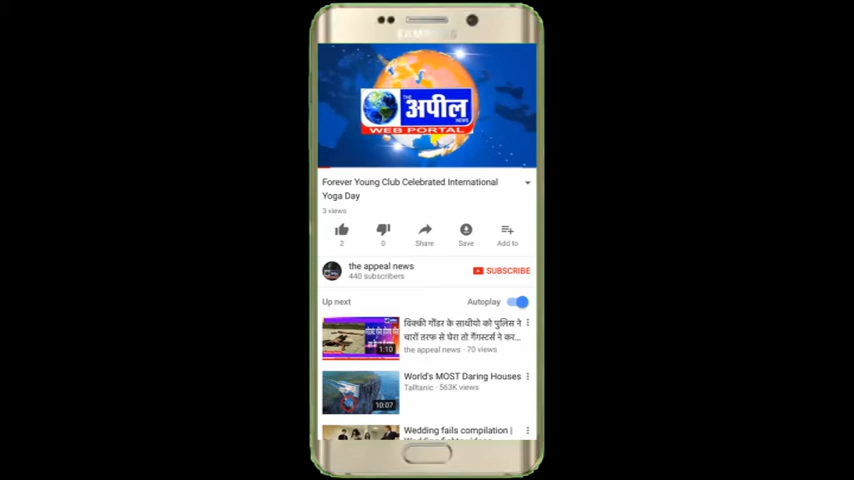 SAMSUNG
THE
अपील
NEWS
WEB PORTAL
Forever Young Club Celebrated International
Yoga Day
3 views
2
0
Share
Save
Add to
the appeal news
440 subscribers
SUBSCRIBE
Up next
Autoplay
विक्की गौंडर के साथीयो को पुलिस ने
चारों तरफ से घेरा तो गैंगस्टर्स ने कर...
the appeal news · 70 views
1:10
World's MOST Daring Houses
Talltanic · 563K views
10:07
Wedding fails compilation |